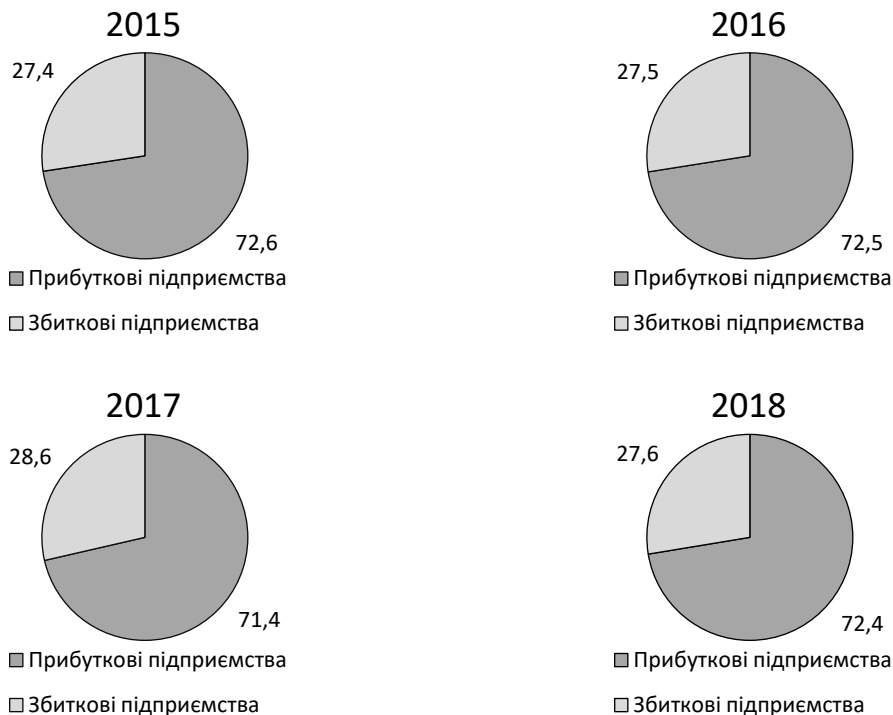 2015
27,4
72,6
Прибуткові підприємства
Збиткові підприємства
2016
27,5
72,5
Прибуткові підприємства
Збиткові підприємства
2017
28,6
71,4
Прибуткові підприємства
Збиткові підприємства
2018
27,6
72,4
Прибуткові підприємства
Збиткові підприємства